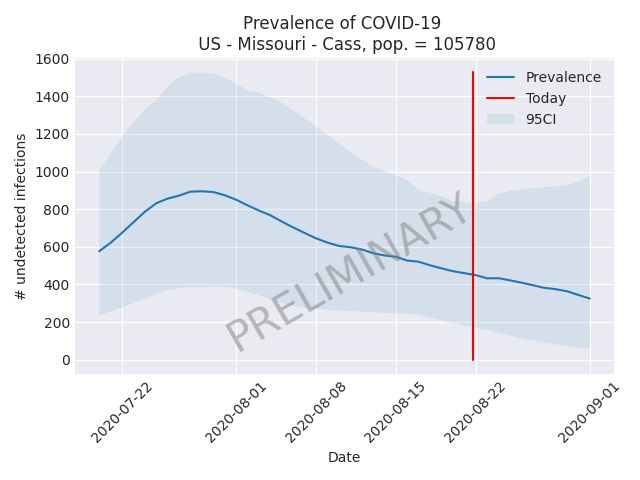 Prevalence of COVID-19
US - Missouri - Cass, pop. = 105780
1600
1400
1200
1000
800
600
400
200
0
# undetected infections
Prevalence
Today
95CI
PRELIMINARY
2020-07-22
2020-08-01
2020-08-08
2020-08-15
2020-08-22
2020-09-01
Date